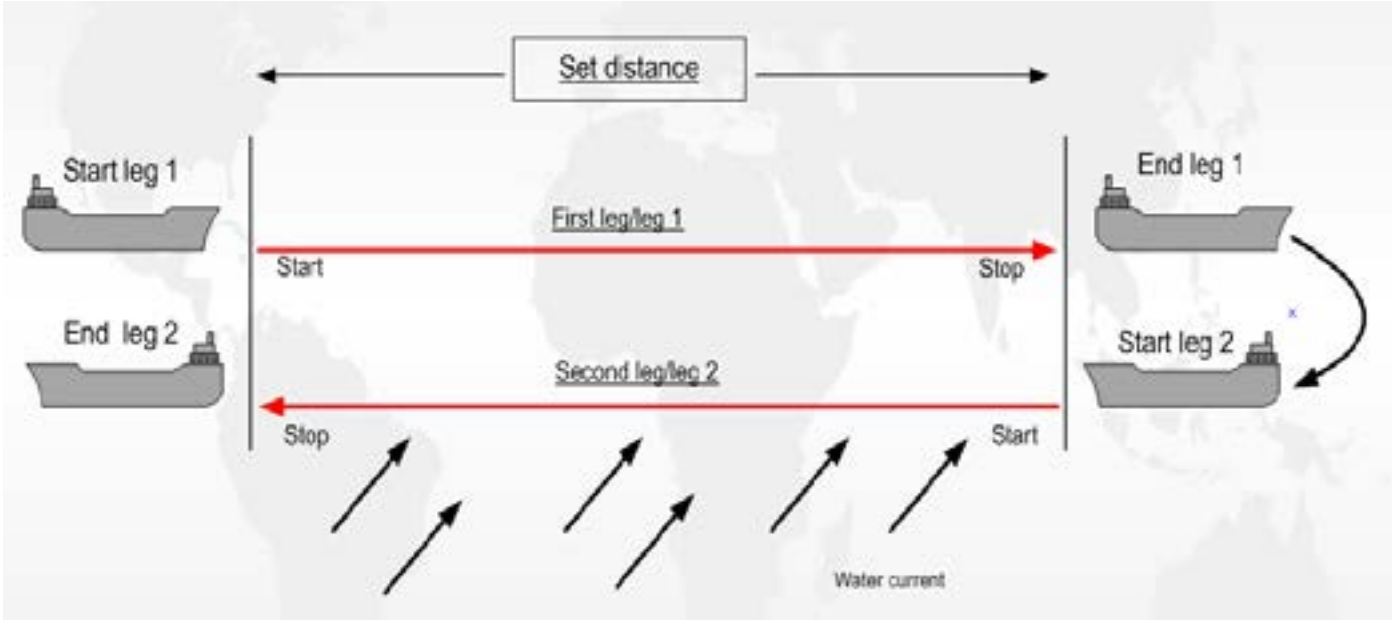 Set distance
Start leg 1
End leg 1
First leg/leg 1
Start
Stop
x
End leg 2
Start leg 2
Second leg/leg 2
Stop
Start
Water current